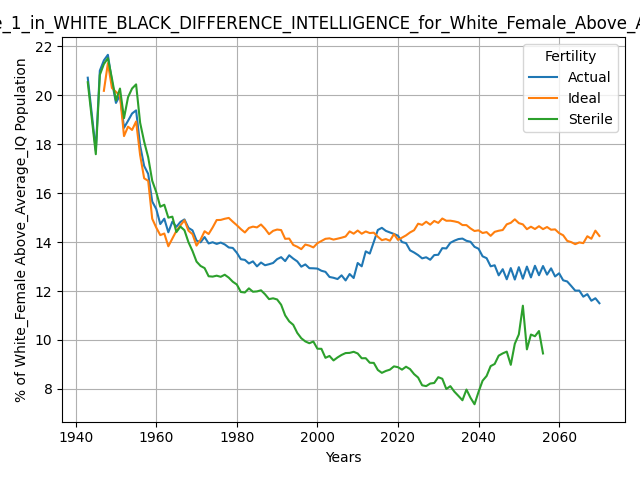 e_1_in_WHITE_BLACK_DIFFERENCE_INTELLIGENCE_for_White_Female_Above_A
Fertility
Actual
Ideal
Sterile
% of White_Female Above_Average_IQ Population
22
20
18
16
14
12
10
8
1940 1960 1980 2000 2020 2040 2060
Years